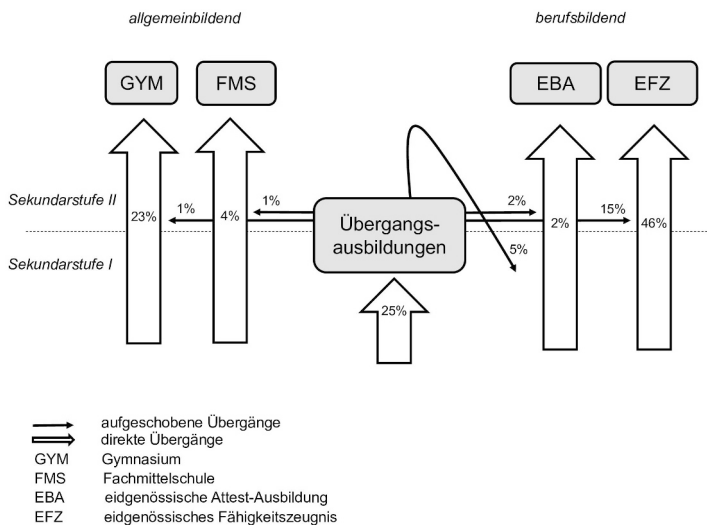 allgemeinbildend
berufsbildend
GYM
FMS
EBA
EFZ
Sekundarstufe II
23%
1%
4%
1%
Übergangs-
ausbildungen
2%
5%
2%
15%
46%
Sekundarstufe I
25%
aufgeschobene Übergänge
direkte Übergänge
GYM Gymnasium
FMS Fachmittelschule
EBA eidgenössische Attest-Ausbildung
EFZ eidgenössisches Fähigkeitszeugnis